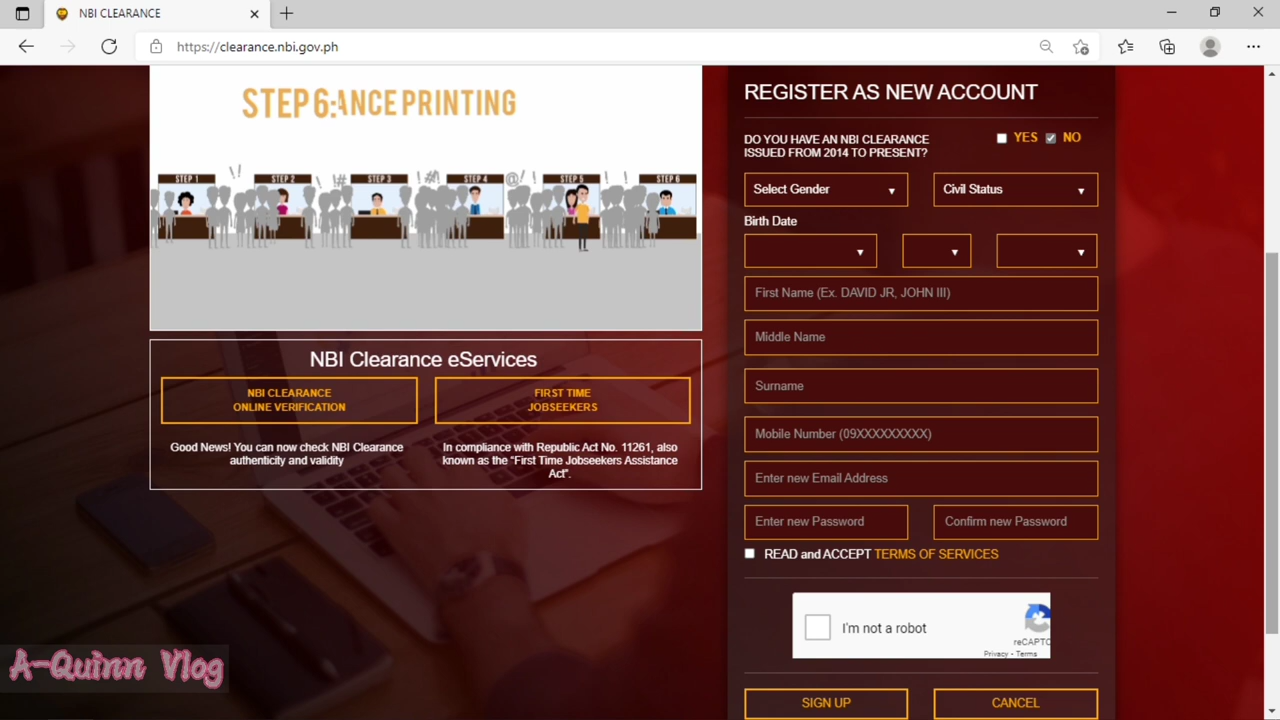 NBI CLEARANCE
https://clearance.nbi.gov.ph
STEP 6:ANCE PRINTING
STEP 1
STEP 2
STEP 3
STEP 4
STEP 5
STEP 6
NBI Clearance eServices
NBI CLEARANCE
ONLINE VERIFICATION
Good News! You can now check NBI Clearance
authenticity and validity
FIRST TIME
JOBSEEKERS
In compliance with Republic Act No. 11261, also
known as the “First Time Jobseekers Assistance
Act”.
A-Quinn Vlog
REGISTER AS NEW ACCOUNT
DO YOU HAVE AN NBI CLEARANCE
ISSUED FROM 2014 TO PRESENT?
YES NO
Select Gender Civil Status
Birth Date
First Name (Ex. DAVID JR, JOHN III)
Middle Name
Surname
Mobile Number (09XXXXXXXXX)
Enter new Email Address
Enter new Password Confirm new Password
READ and ACCEPT TERMS OF SERVICES
I'm not a robot
reCAPTC
Privacy - Terms
SIGN UP CANCEL